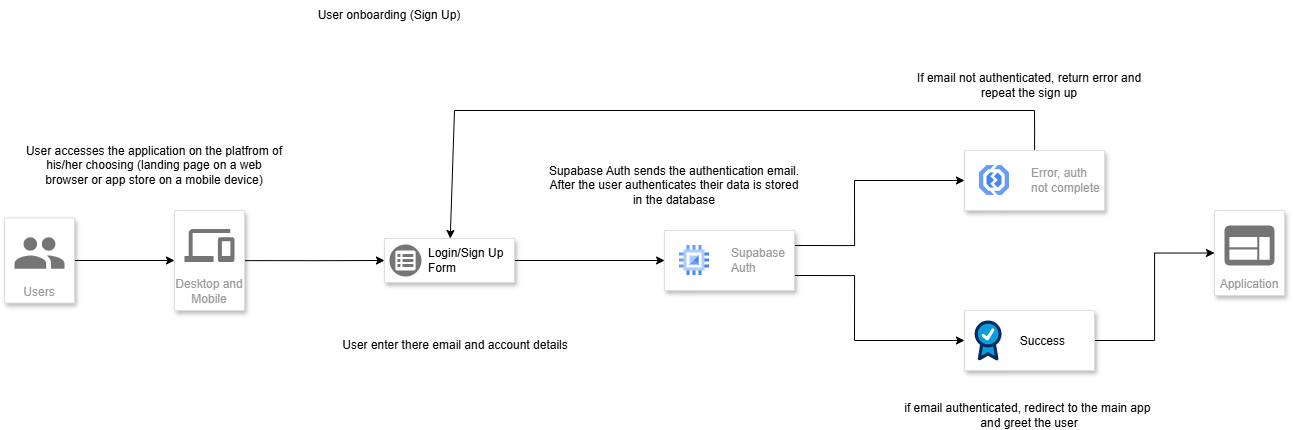 User onboarding (Sign Up)
If email not authenticated, return error and
repeat the sign up
User accesses the application on the platfrom of
his/her choosing (landing page on a web
browser or app store on a mobile device)
Supabase Auth sends the authentication email.
After the user authenticates their data is stored
in the database
Error, auth
not complete
Users
Desktop and
Mobile
Login/Sign Up
Form
Supabase
Auth
Application
User enter there email and account details
Success
if email authenticated, redirect to the main app
and greet the user